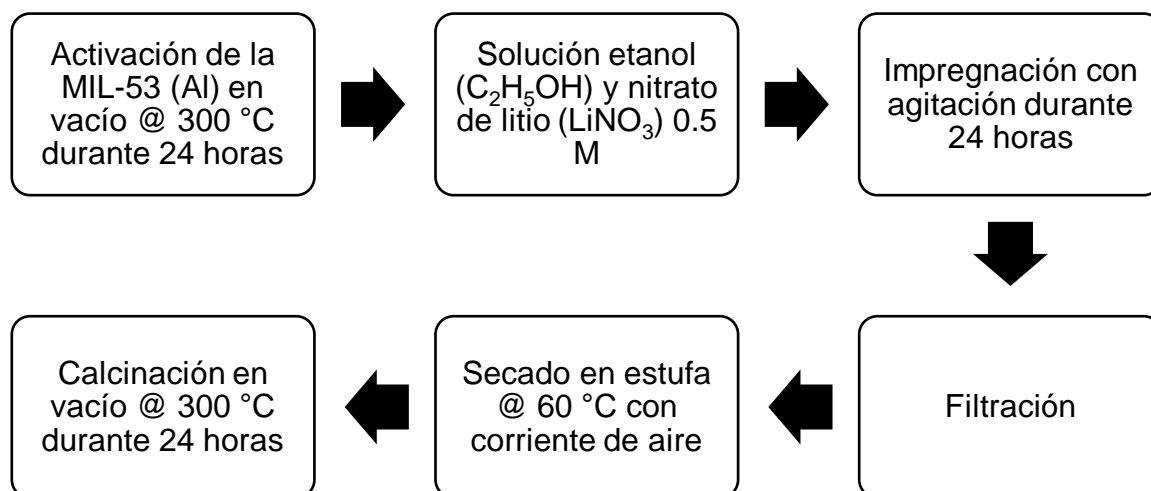 Activación de la
MIL-53 (Al) en
vacío @ 300 °C
durante 24 horas
Solución etanol
(C₂H₅OH) y nitrato
de litio (LiNO₃) 0.5
M
Impregnación con
agitación durante
24 horas
Filtración
Secado en estufa
@ 60 °C con
corriente de aire
Calcinación en
vacío @ 300 °C
durante 24 horas